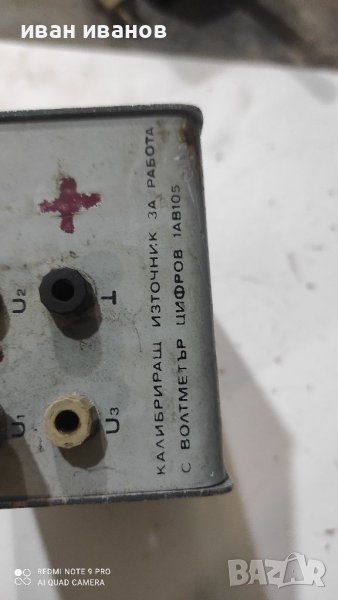 иван иванов
КАЛИБРИРАЩ ИЗТОЧНИК ЗА РАБОТА
С ВОЛТМЕТЪР ЦИФРОВ 1АВ105
U2
U1
U3
REDMI NOTE 9 PRO
AI QUAD CAMERA
BAZAR